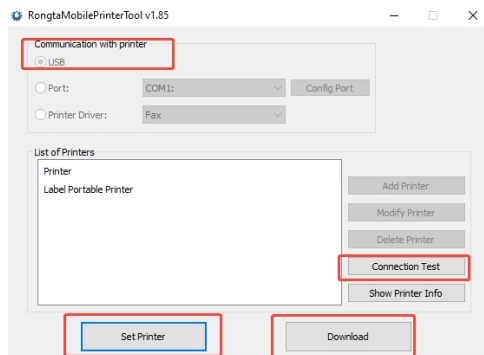 RongtaMobilePrinterTool v1.85
Communication with printer
USB
Port: COM1: Config Port
Printer Driver: Fax
List of Printers
Printer
Label Portable Printer
Add Printer
Modify Printer
Delete Printer
Connection Test
Show Printer Info
Set Printer Download